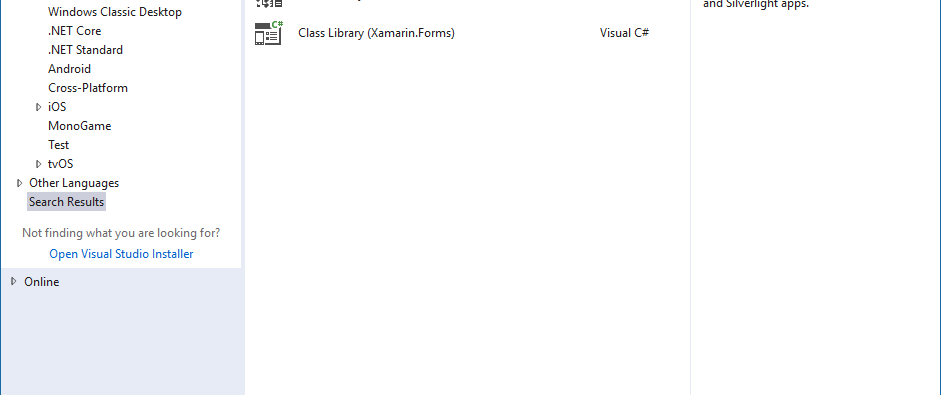 Windows Classic Desktop
.NET Core
.NET Standard
Android
Cross-Platform
iOS
MonoGame
Test
tvOS
Other Languages
Search Results
Not finding what you are looking for?
Open Visual Studio Installer
Online
C#
Class Library (Xamarin.Forms)
Visual C#
and Silverlight apps.